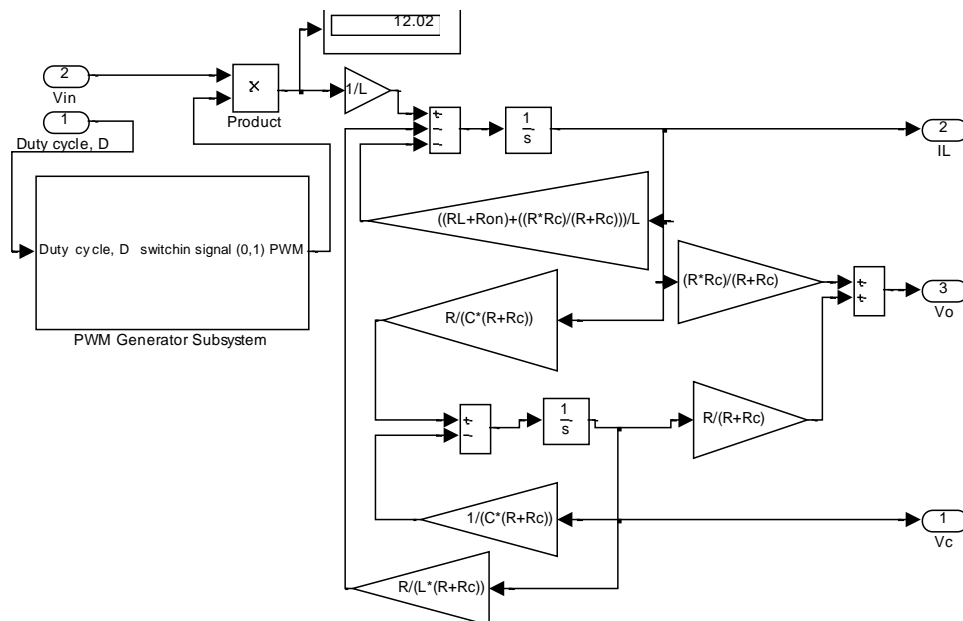 12.02
2
Vin
X
Product
1/L
+
-
-
1
s
2
IL
1
Duty cycle, D
((RL+Ron)+((R*Rc)/(R+Rc)))/L
Duty cycle, D switchin signal (0,1) PWM
PWM Generator Subsystem
(R*Rc)/(R+Rc)
+
+
3
Vo
R/(C*(R+Rc))
+
-
1
s
R/(R+Rc)
1/(C*(R+Rc))
1
Vc
R/(L*(R+Rc))